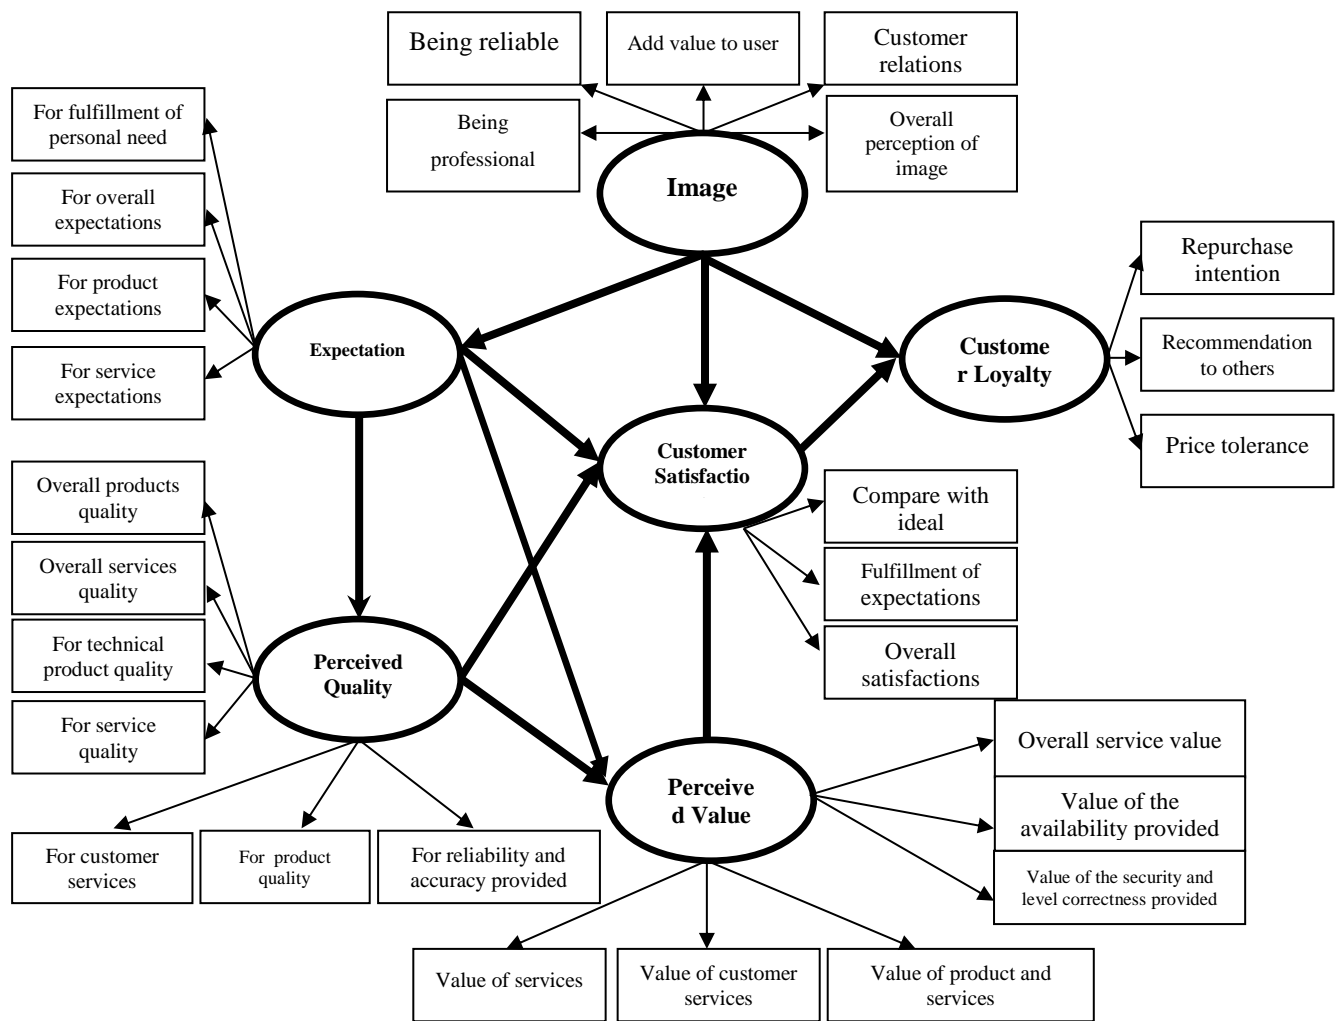 Being reliable
Add value to user
Customer
relations
Being
professional
Overall
perception of
image
Image
For fulfillment of
personal need
For overall
expectations
For product
expectations
For service
expectations
Expectation
Custome
r Loyalty
Repurchase
intention
Recommendation
to others
Price tolerance
Customer
Satisfactio
Compare with
ideal
Fulfillment of
expectations
Overall
satisfactions
Overall products
quality
Overall services
quality
For technical
product quality
For service
quality
Perceived
Quality
For customer
services
For product
quality
For reliability and
accuracy provided
Perceive
d Value
Overall service value
Value of the
availability provided
Value of the security and
level correctness provided
Value of services
Value of customer
services
Value of product and
services